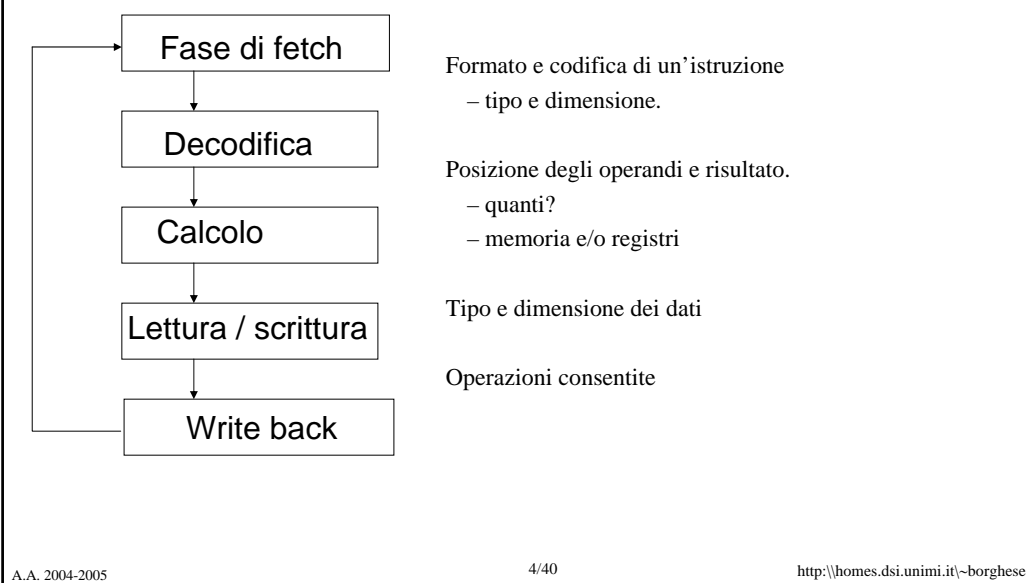 Fase di fetch
Decodifica
Calcolo
Lettura / scrittura
Write back
Formato e codifica di un’istruzione
– tipo e dimensione.
Posizione degli operandi e risultato.
– quanti?
– memoria e/o registri
Tipo e dimensione dei dati
Operazioni consentite
A.A. 2004-2005
4/40
http:\\homes.dsi.unimi.it\~borghese